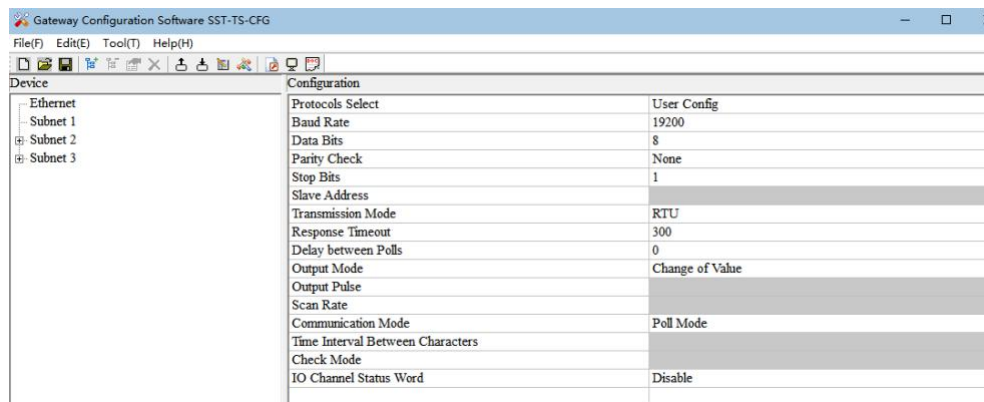 Gateway Configuration Software SST-TS-CFG
File(F) Edit(E) Tool(T) Help(H)
Device
Configuration
Ethernet
Subnet 1
Subnet 2
Subnet 3
Protocols Select User Config
Baud Rate 19200
Data Bits 8
Parity Check None
Stop Bits 1
Slave Address
Transmission Mode RTU
Response Timeout 300
Delay between Polls 0
Output Mode Change of Value
Output Pulse
Scan Rate
Communication Mode Poll Mode
Time Interval Between Characters
Check Mode
IO Channel Status Word Disable